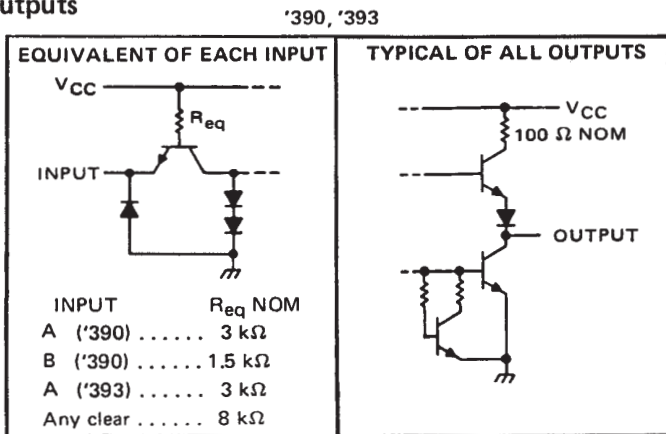 utputs
'390, '393
EQUIVALENT OF EACH INPUT
VCC
Req
INPUT
INPUT Req NOM
A ('390) ...... 3 kΩ
B ('390) ...... 1.5 kΩ
A ('393) ...... 3 kΩ
Any clear ...... 8 kΩ
TYPICAL OF ALL OUTPUTS
VCC
100 Ω NOM
OUTPUT